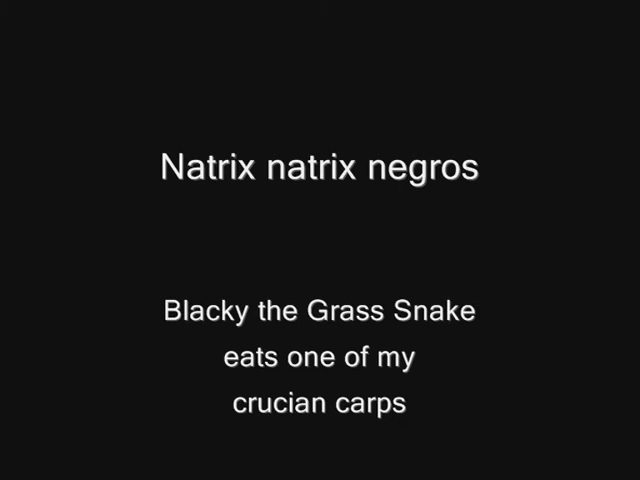 Natrix natrix negros
Blacky the Grass Snake
eats one of my
crucian carps